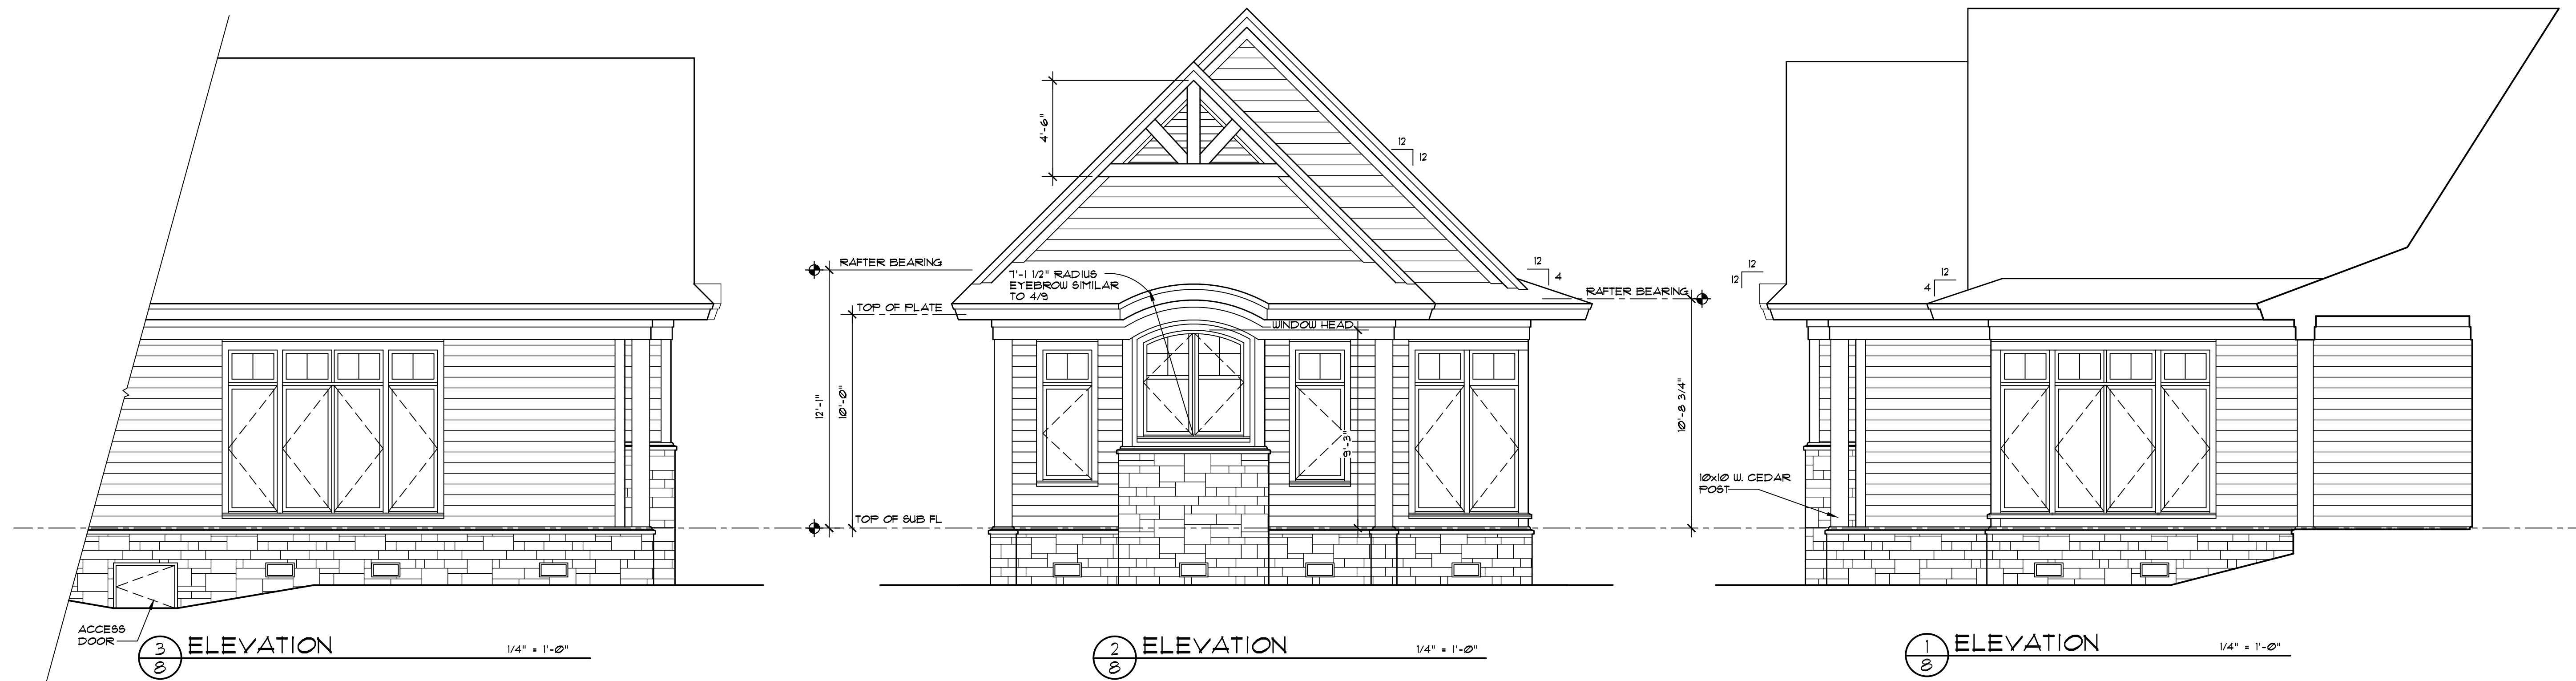 ACCESS
DOOR
3
8
ELEVATION
1/4" = 1'-0"
4'-6"
12
12
RAFTER BEARING
7'-1 1/2" RADIUS
EYEBROW SIMILAR
TO 4/9
12
4
TOP OF PLATE
WINDOW HEAD
12'-1"
10'-0"
9'-3"
TOP OF SUB FL
2
8
ELEVATION
1/4" = 1'-0"
RAFTER BEARING
10'-8 3/4"
12
12
12
4
10x10 W. CEDAR
POST
1
8
ELEVATION
1/4" = 1'-0"